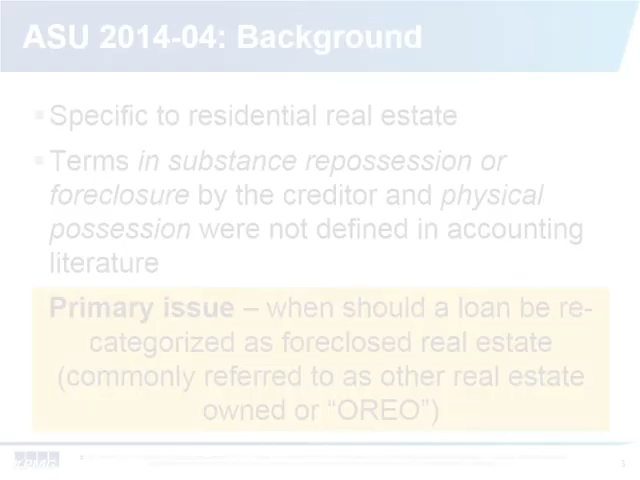 ASU 2014-04: Background
Specific to residential real estate
Terms in substance repossession or
foreclosure by the creditor and physical
possession were not defined in accounting
literature
Primary issue – when should a loan be re-
categorized as foreclosed real estate
(commonly referred to as other real estate
owned or “OREO”)
KPMG